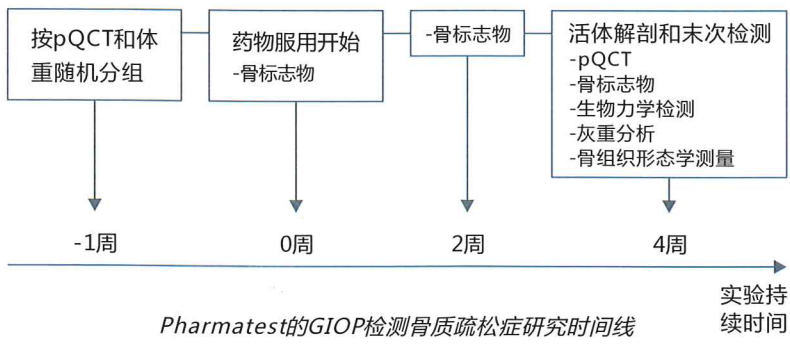 按pQCT和体
重随机分组
药物服用开始
-骨标志物
-骨标志物
活体解剖和末次检测
-pQCT
-骨标志物
-生物力学检测
-灰重分析
-骨组织形态学测量
-1周
0周
2周
4周
实验持
续时间
Pharmatest的GIOP检测骨质疏松症研究时间线